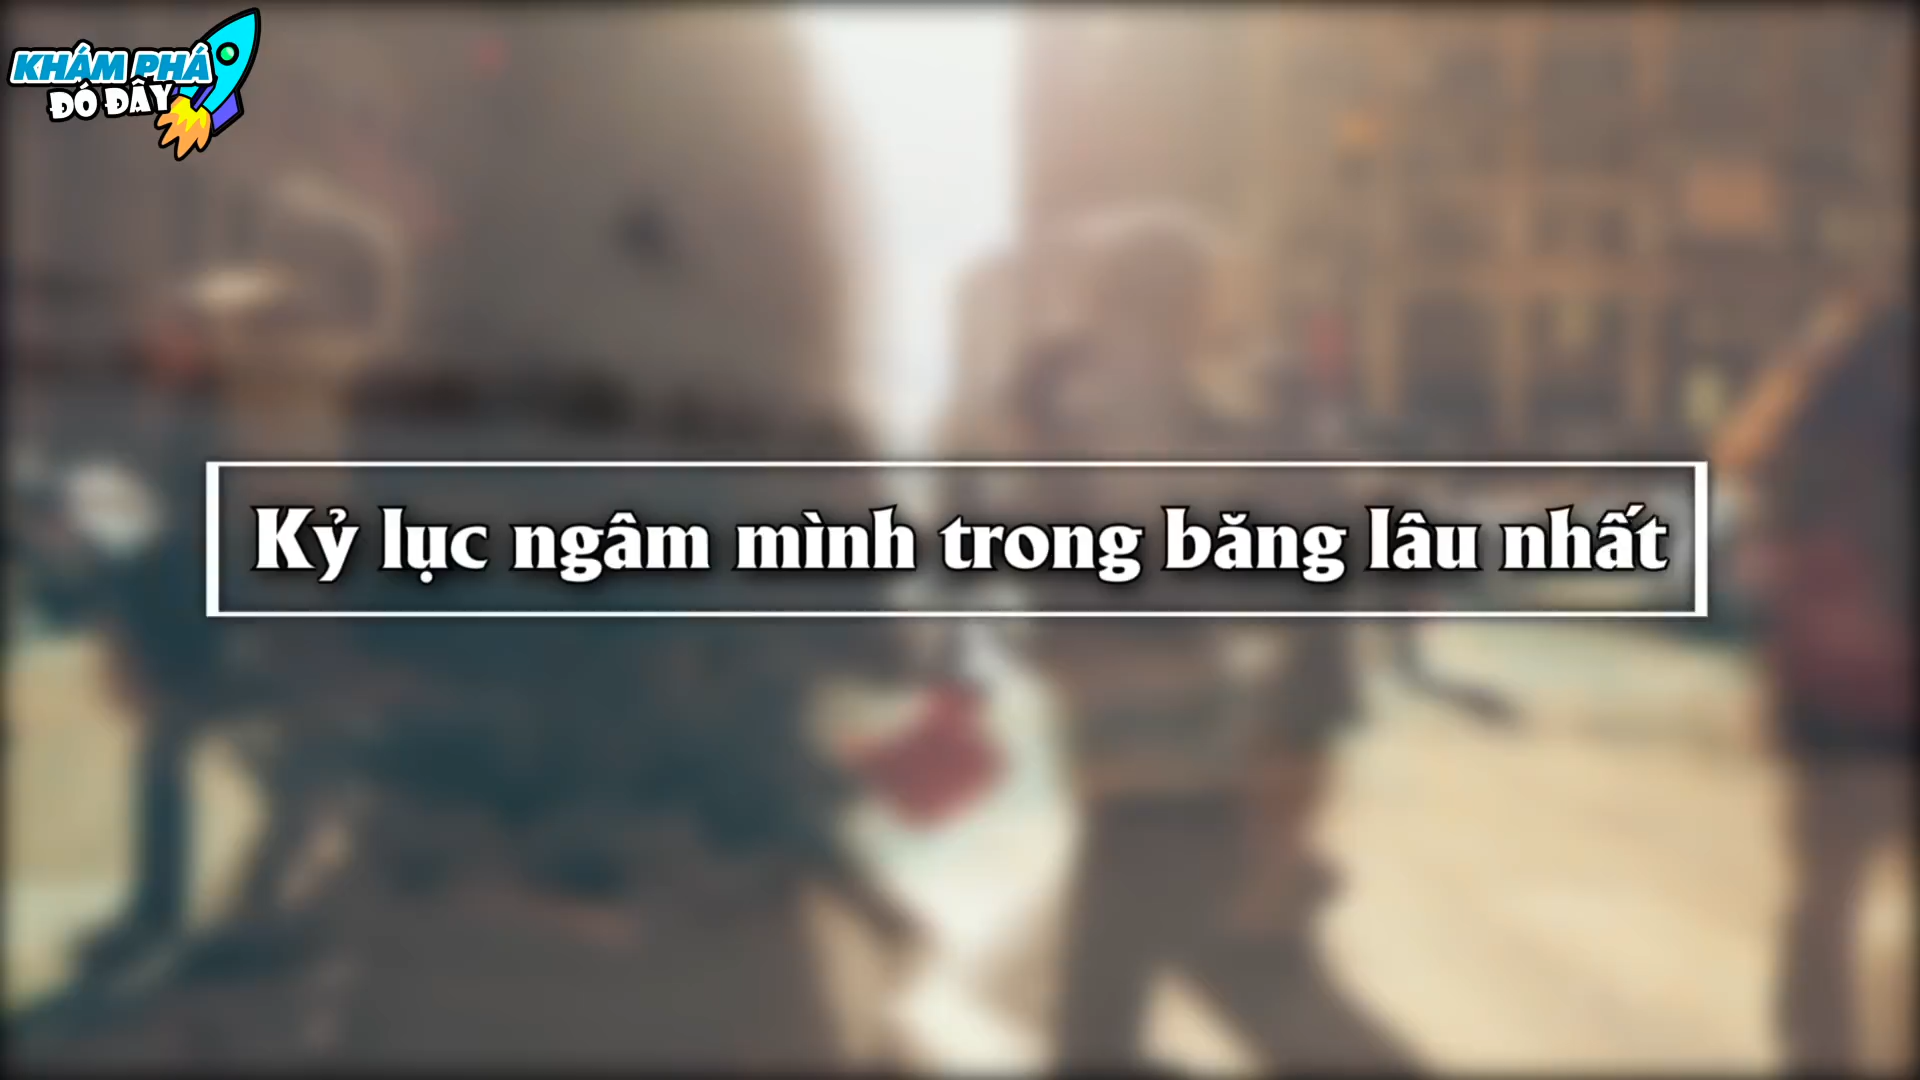 KHÁM PHÁ
ĐÓ ĐÂY
Kỷ lục ngâm mình trong băng lâu nhất